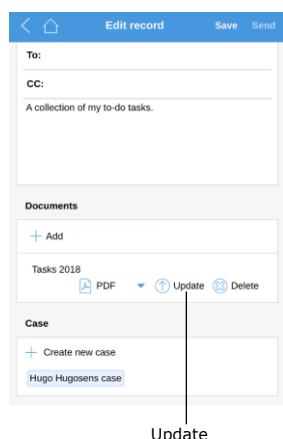 Edit record Save Send
To:
CC:
A collection of my to-do tasks.
Documents
Add
Tasks 2018
PDF Update Delete
Case
Create new case
Hugo Hugosens case
Update